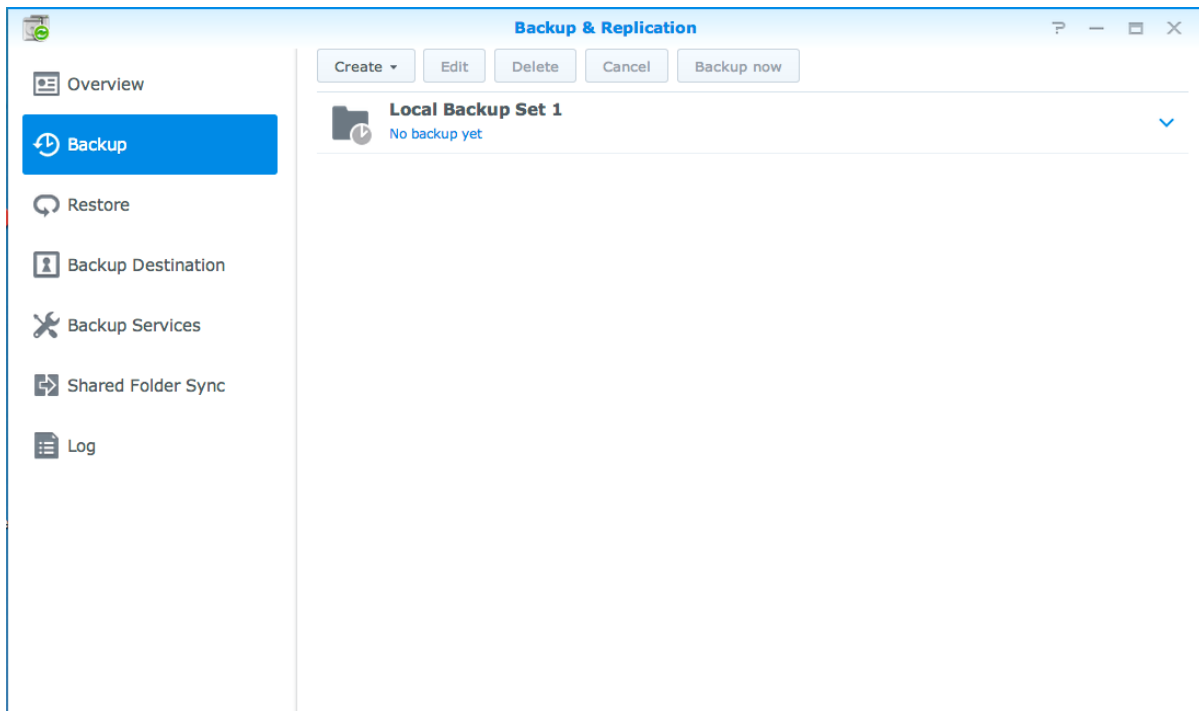 Backup & Replication
Overview
Backup
Restore
Backup Destination
Backup Services
Shared Folder Sync
Log
Create Edit Delete Cancel Backup now
Local Backup Set 1
No backup yet